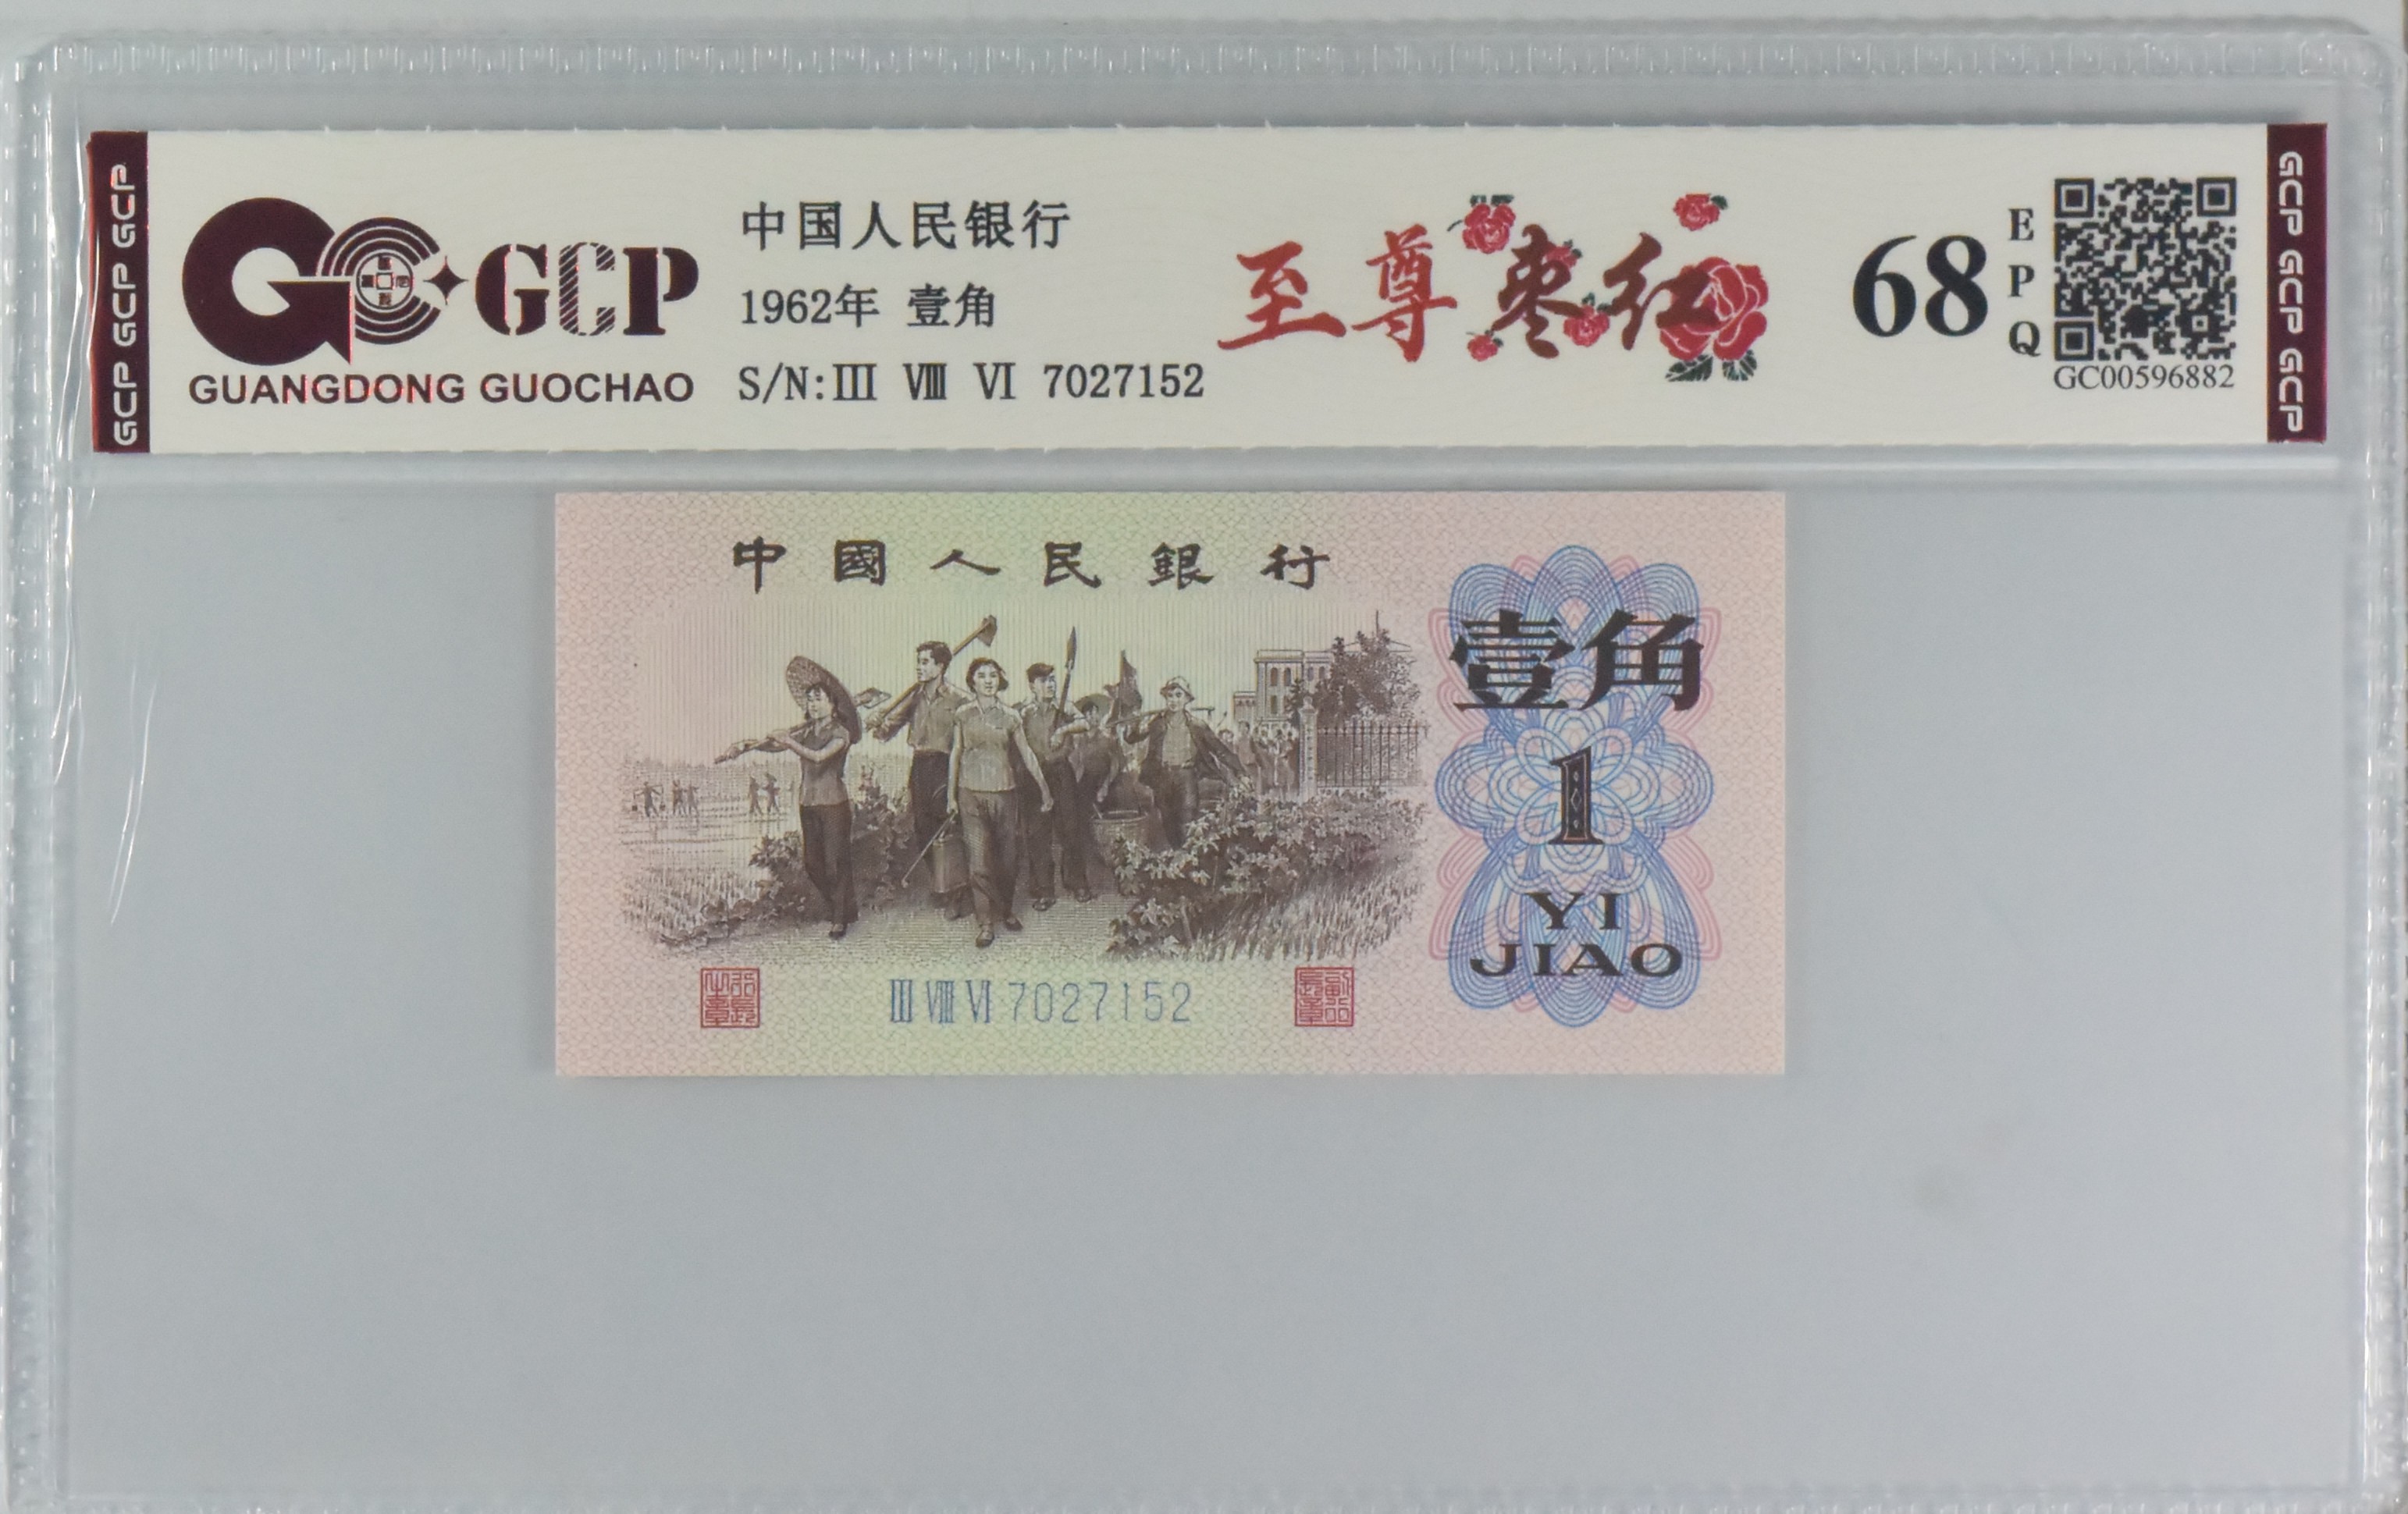 GCP GCP GCP
GCP
GUANGDONG GUOCHAO
中国人民银行
1962年 壹角
S/N:Ⅲ Ⅷ Ⅵ 7027152
至尊枣红
68
EPQ
GC00596882
GCP GCP GCP
中國人民銀行
壹角
1
YI
JIAO
Ⅲ Ⅷ Ⅵ 7027152